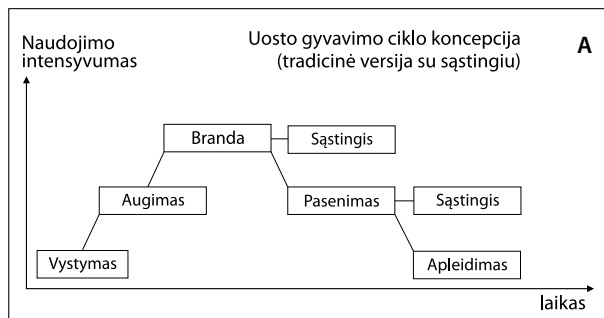 Naudojimo
intensyvumas
Uosto gyvavimo ciklo koncepcija
(tradicinė versija su sąstingiu)
A
Branda
Sąstingis
Augimas
Pasenimas
Sąstingis
Vystymas
Apleidimas
laikas